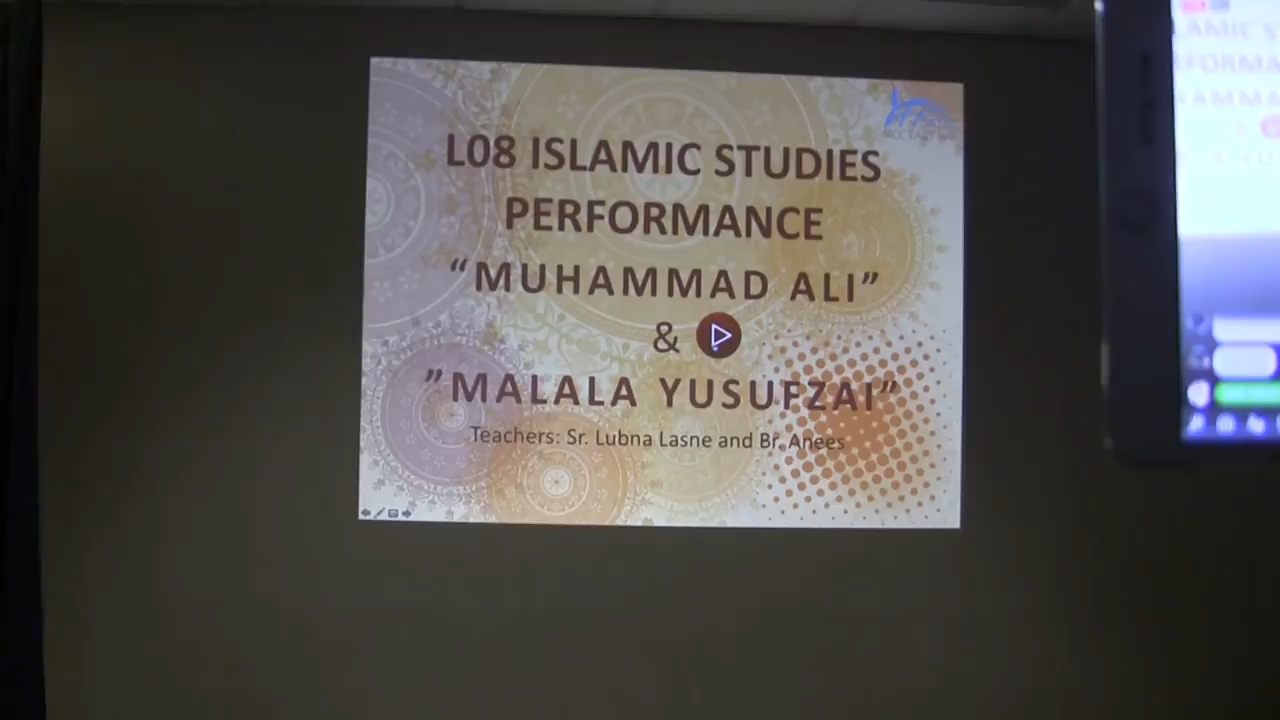 L08 ISLAMIC STUDIES
PERFORMANCE
“MUHAMMAD ALI”
&
”MALALA YUSUFZAI”
Teachers: Sr. Lubna Lasne and Br. Anees